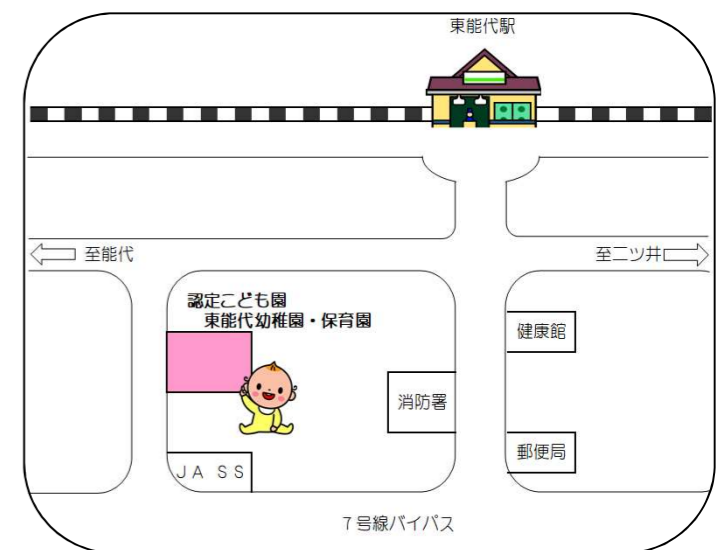 東能代駅
至能代
至二ツ井
認定こども園
東能代幼稚園・保育園
健康館
消防署
郵便局
ＪＡ ＳＳ
７号線バイパス